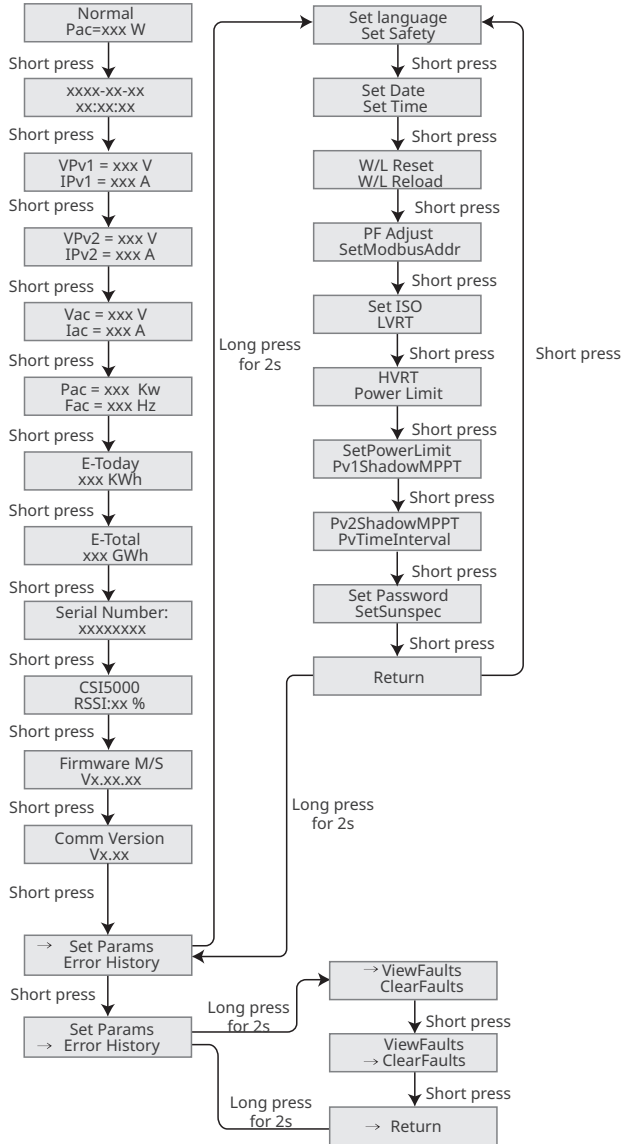 Normal
Pac=xxx W
Short press
xxxx-xx-xx
xx:xx:xx
Short press
VPv1 = xxx V
IPv1 = xxx A
Short press
VPv2 = xxx V
IPv2 = xxx A
Short press
Vac = xxx V
Iac = xxx A
Short press
Pac = xxx Kw
Fac = xxx Hz
Short press
E-Today
xxx KWh
Short press
E-Total
xxx GWh
Short press
Serial Number:
xxxxxxxx
Short press
CSI5000
RSSI:xx %
Short press
Firmware M/S
Vx.xx.xx
Short press
Comm Version
Vx.xx
Short press
→ Set Params
Error History
Short press
Set Params
→ Error History
Long press
for 2s
Set language
Set Safety
Short press
Set Date
Set Time
Short press
W/L Reset
W/L Reload
Short press
PF Adjust
SetModbusAddr
Short press
Set ISO
LVRT
Short press
HVRT
Power Limit
Short press
SetPowerLimit
Pv1ShadowMPPT
Short press
Pv2ShadowMPPT
PvTimeInterval
Short press
Set Password
SetSunspec
Short press
Return
Short press
Long press
for 2s
Long press
for 2s
→ ViewFaults
ClearFaults
Short press
ViewFaults
→ ClearFaults
Short press
→ Return
Long press
for 2s